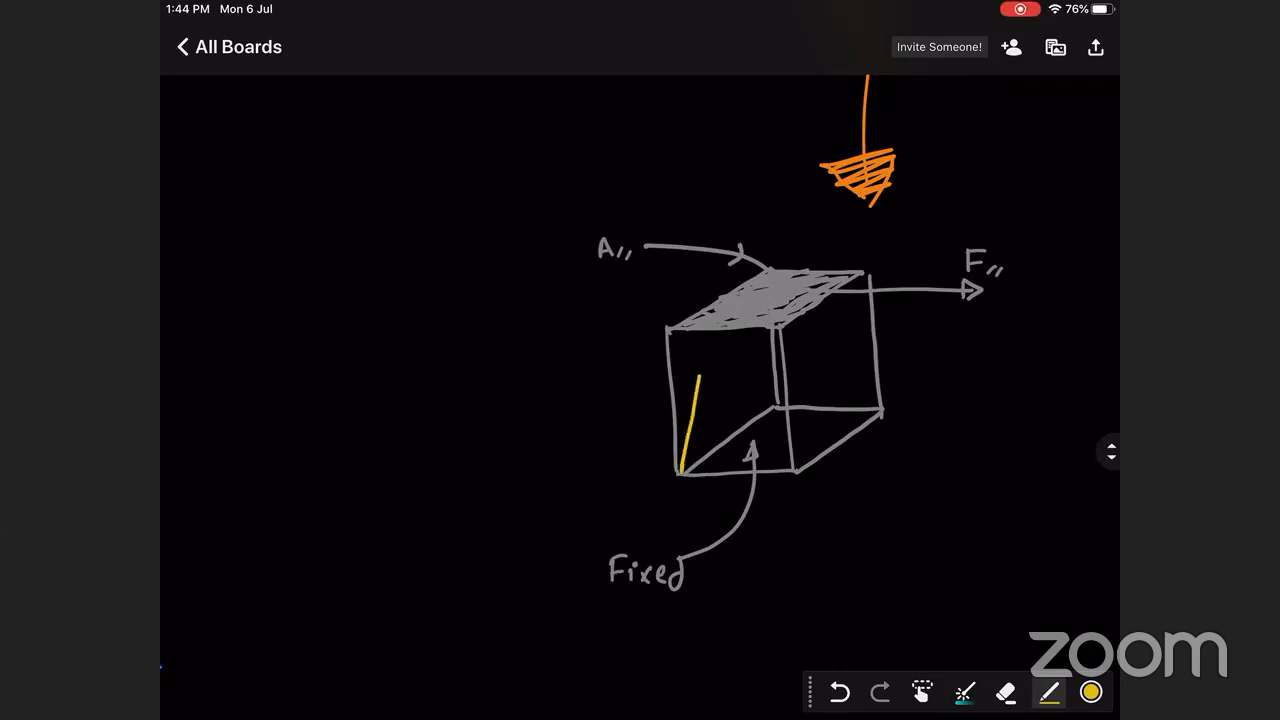 1:44 PM Mon 6 Jul
76%
All Boards
Invite Someone!
A//
F//
Fixed
zoom